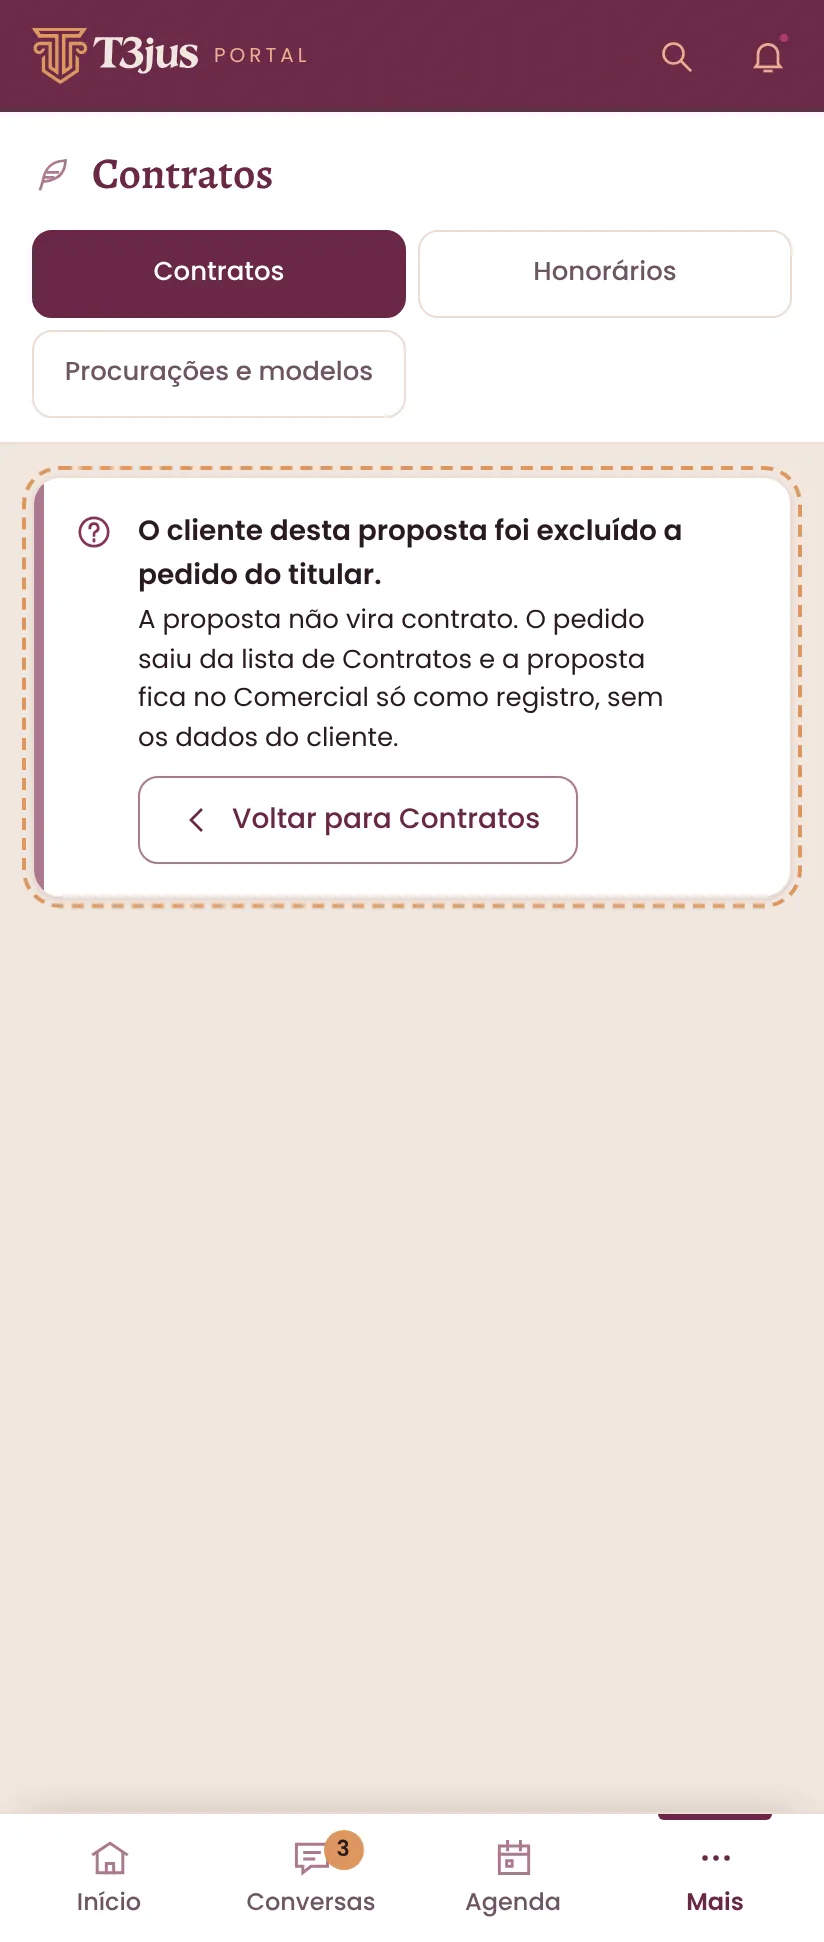 T3jus PORTAL
Contratos
Contratos
Honorários
Procurações e modelos
O cliente desta proposta foi excluído a
pedido do titular.
A proposta não vira contrato. O pedido
saiu da lista de Contratos e a proposta
fica no Comercial só como registro, sem
os dados do cliente.
Voltar para Contratos
3
Início
Conversas
Agenda
Mais